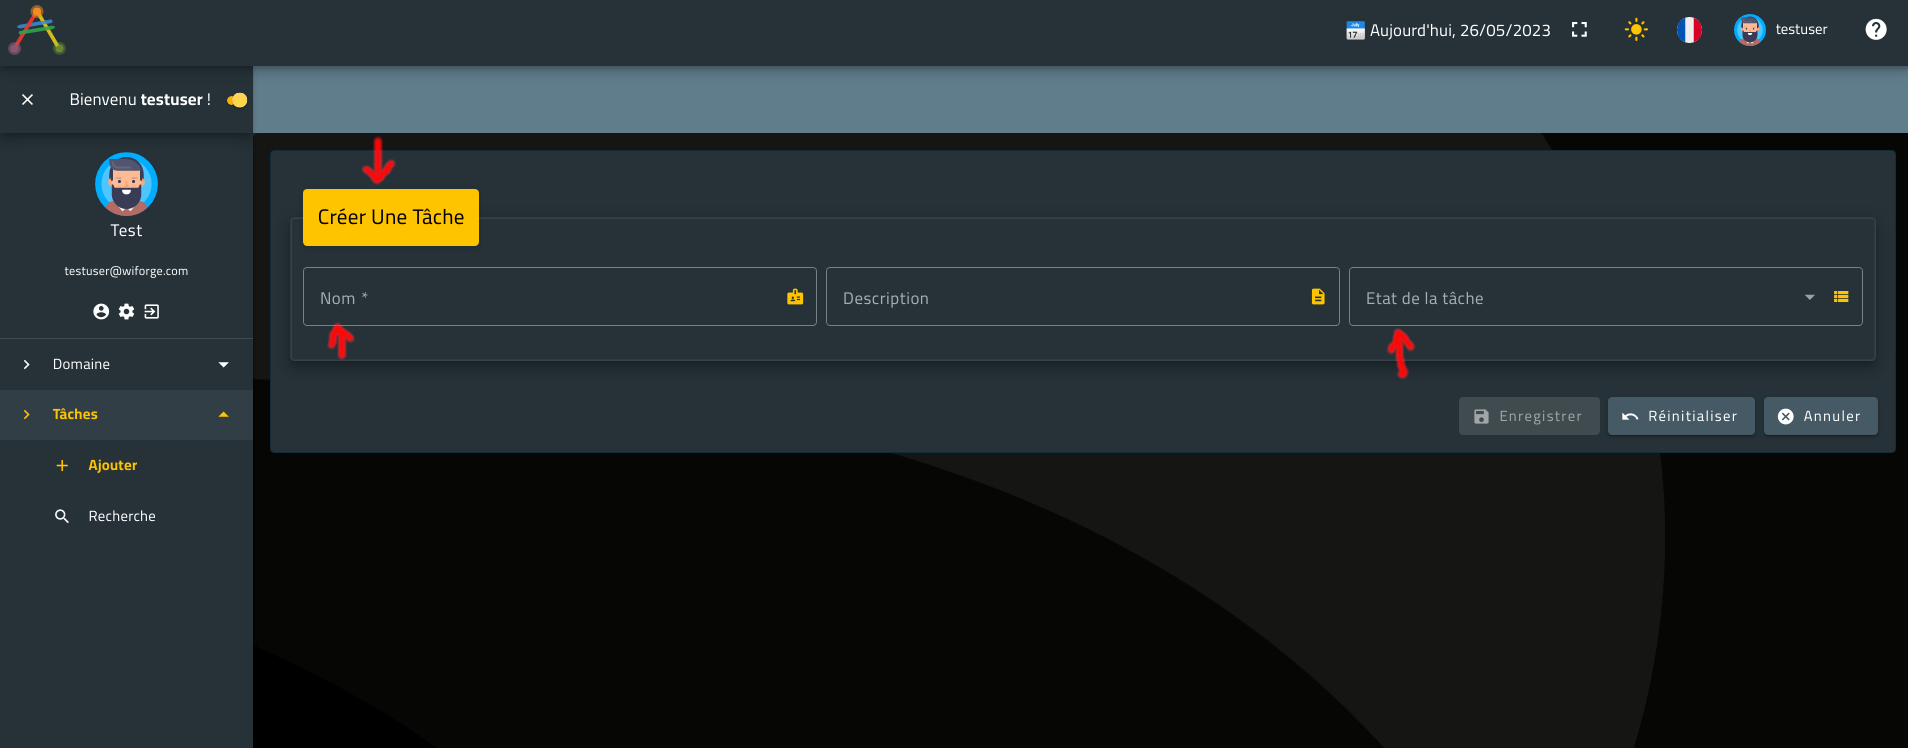 Aujourd'hui, 26/05/2023
testuser
Bienvenu testuser !
Test
testuser@wiforge.com
Domaine
Tâches
Ajouter
Recherche
Créer Une Tâche
Nom *
Description
Etat de la tâche
Enregistrer
Réinitialiser
Annuler